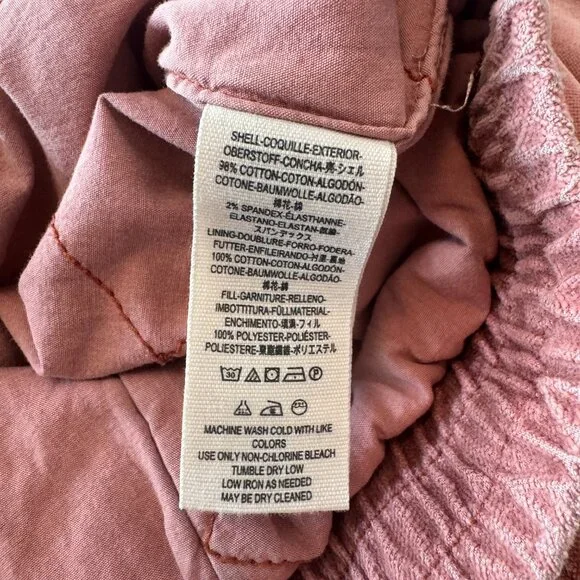 SHELL-COQUILLE-EXTERIOR-
OBERSTOFF-CONCHA-売-シェル
98% COTTON-COTON-ALGODÓN-
COTONE-BAUMWOLLE-ALGODÃO-
棉花-綿
2% SPANDEX-ÉLASTHANNE-
ELASTANO-ELASTAN-氨綸-
スパンデックス
LINING-DOUBLURE-FORRO-FODERA-
FUTTER-ENFILEIRANDO-衬里-裏地
100% COTTON-COTON-ALGODÓN-
COTONE-BAUMWOLLE-ALGODÃO-
棉花-綿
FILL-GARNITURE-RELLENO-
IMBOTTITURA-FÜLLMATERIAL-
ENCHIMENTO-填满-フィル
100% POLYESTER-POLIÉSTER-
POLIESTERE-聚酯纖維-ポリエステル
30
P
MACHINE WASH COLD WITH LIKE
COLORS
USE ONLY NON-CHLORINE BLEACH
TUMBLE DRY LOW
LOW IRON AS NEEDED
MAY BE DRY CLEANED